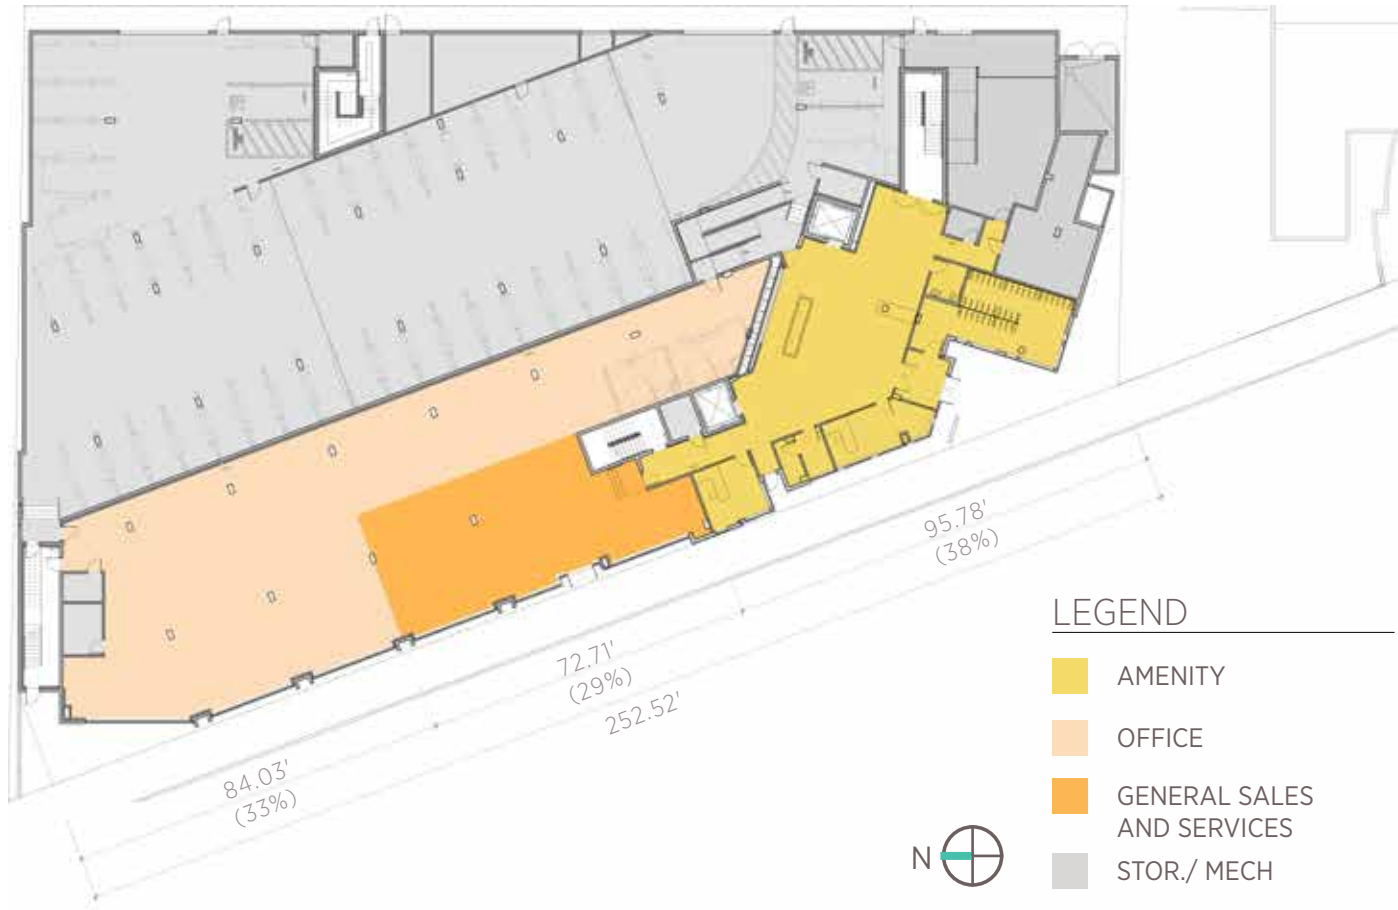 95.78'
(38%)
72.71'
(29%)
252.52'
84.03'
(33%)
LEGEND
AMENITY
OFFICE
GENERAL SALES
AND SERVICES
STOR./ MECH
N